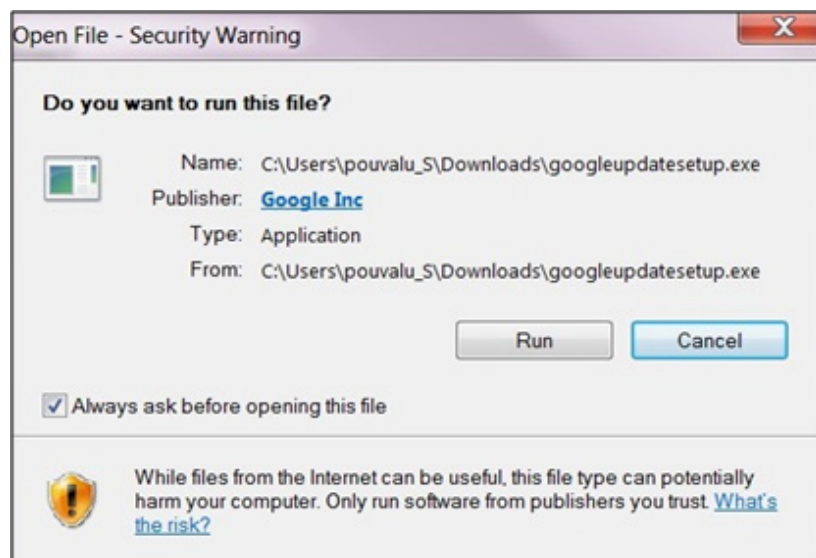 Open File - Security Warning
Do you want to run this file?
Name: C:\Users\pouvalu_S\Downloads\googleupdatesetup.exe
Publisher: Google Inc
Type: Application
From: C:\Users\pouvalu_S\Downloads\googleupdatesetup.exe
Run Cancel
Always ask before opening this file
While files from the Internet can be useful, this file type can potentially
harm your computer. Only run software from publishers you trust. What's
the risk?